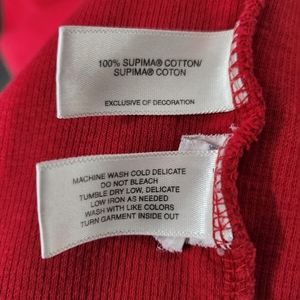 100% SUPIMA® COTTON/
SUPIMA® COTON
EXCLUSIVE OF DECORATION
MACHINE WASH COLD DELICATE
DO NOT BLEACH
TUMBLE DRY LOW, DELICATE
LOW IRON AS NEEDED
WASH WITH LIKE COLORS
TURN GARMENT INSIDE OUT